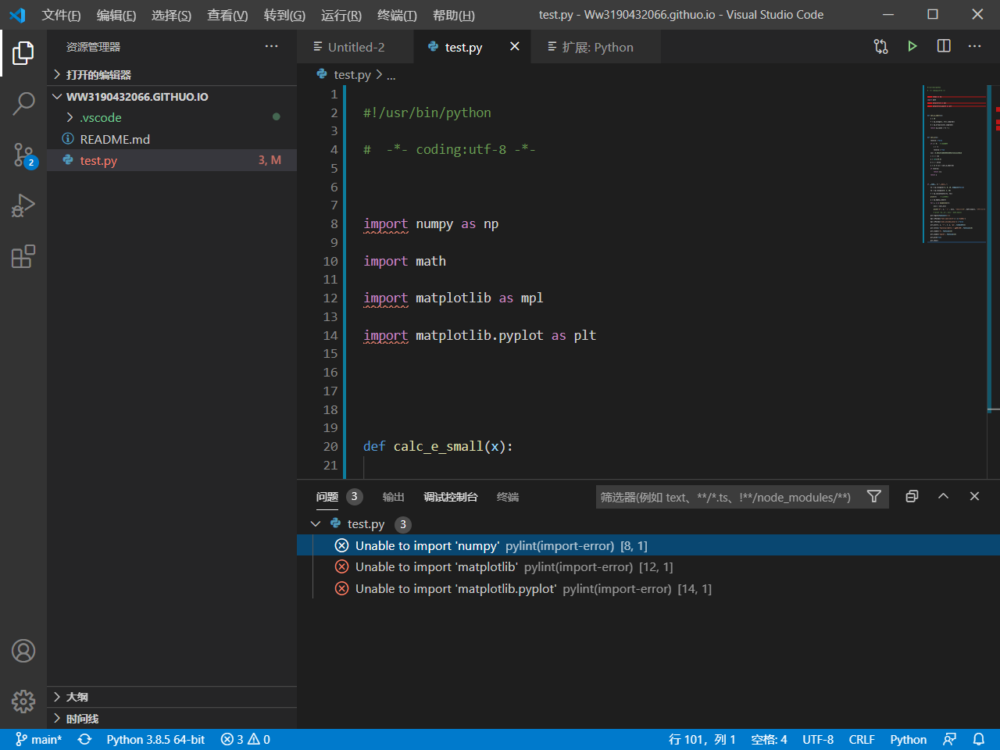 文件(F) 编辑(E) 选择(S) 查看(V) 转到(G) 运行(R) 终端(T) 帮助(H) test.py - Ww3190432066.githuo.io - Visual Studio Code
资源管理器 ···
打开的编辑器
WW3190432066.GITHUO.IO
.vscode
README.md
test.py 3, M
大纲
时间线
2
Untitled-2 test.py 扩展: Python
test.py > ...
1
2 #!/usr/bin/python
3
4 # -*- coding:utf-8 -*-
5
6
7
8 import numpy as np
9
10 import math
11
12 import matplotlib as mpl
13
14 import matplotlib.pyplot as plt
15
16
17
18
19
20 def calc_e_small(x):
21
问题 3 输出 调试控制台 终端 筛选器(例如 text、**/*.ts、!**/node_modules/**)
test.py 3
Unable to import 'numpy' pylint(import-error) [8, 1]
Unable to import 'matplotlib' pylint(import-error) [12, 1]
Unable to import 'matplotlib.pyplot' pylint(import-error) [14, 1]
main* Python 3.8.5 64-bit 3 0 行 101，列 1 空格: 4 UTF-8 CRLF Python